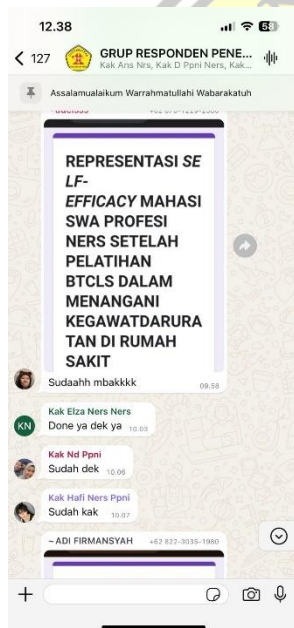 12.38
53
127
GRUP RESPONDEN PENE...
Kak Ans Nrs, Kak D Ppni Ners, Kak...
Assalamualaikum Warrahmatullahi Wabarakatuh
REPRESENTASI SE
LF-
EFFICACY MAHASI
SWA PROFESI
NERS SETELAH
PELATIHAN
BTCLS DALAM
MENANGANI
KEGAWATDARURA
TAN DI RUMAH
SAKIT
Sudaahh mbakkkk
09.58
KN
Kak Elza Ners Ners
Done ya dek ya 10.03
Kak Nd Ppni
Sudah dek 10.06
Kak Hafi Ners Ppni
Sudah kak 10.07
~ADI FIRMANSYAH +62 822-3035-1980